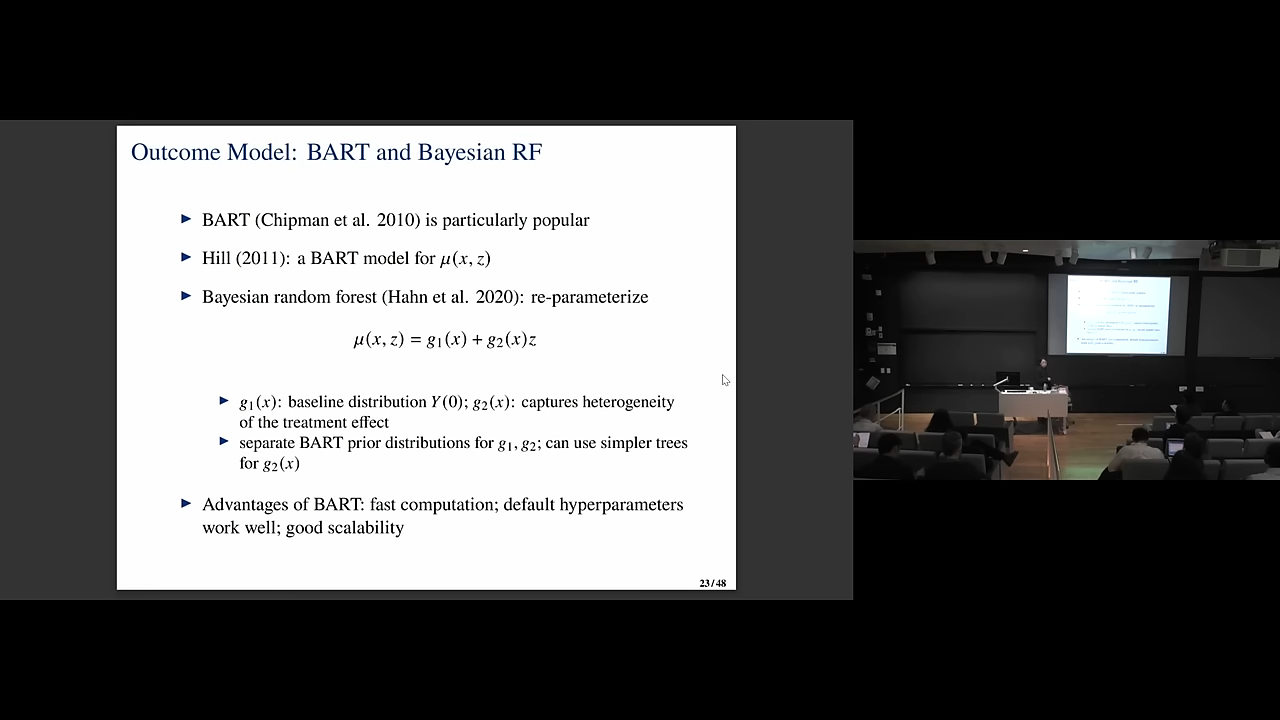 Outcome Model: BART and Bayesian RF
▶ BART (Chipman et al. 2010) is particularly popular
▶ Hill (2011): a BART model for μ(x, z)
▶ Bayesian random forest (Hahn et al. 2020): re-parameterize
μ(x, z) = g₁(x) + g₂(x)z
▶ g₁(x): baseline distribution Y(0); g₂(x): captures heterogeneity
of the treatment effect
▶ separate BART prior distributions for g₁, g₂; can use simpler trees
for g₂(x)
▶ Advantages of BART: fast computation; default hyperparameters
work well; good scalability
23 / 48